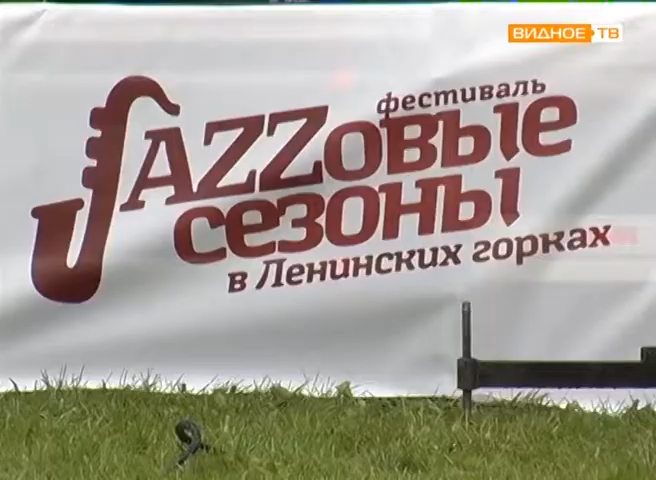 ВИДНОЕ ТВ
фестиваль
JAZZовые
сезоны
в Ленинских горках